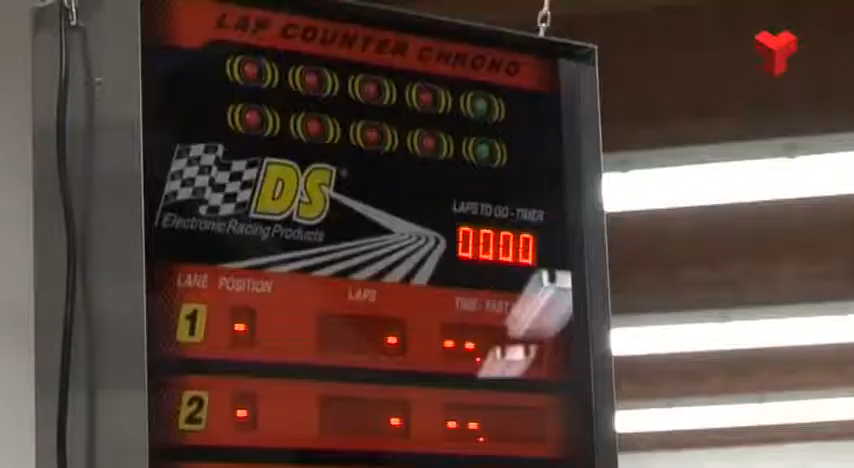 LAP COUNTER CHRONO
DS
Electronic Racing Products
LAPS TO GO - TIMER
0000
LANE POSITION LAPS TIME - FAST
1
2